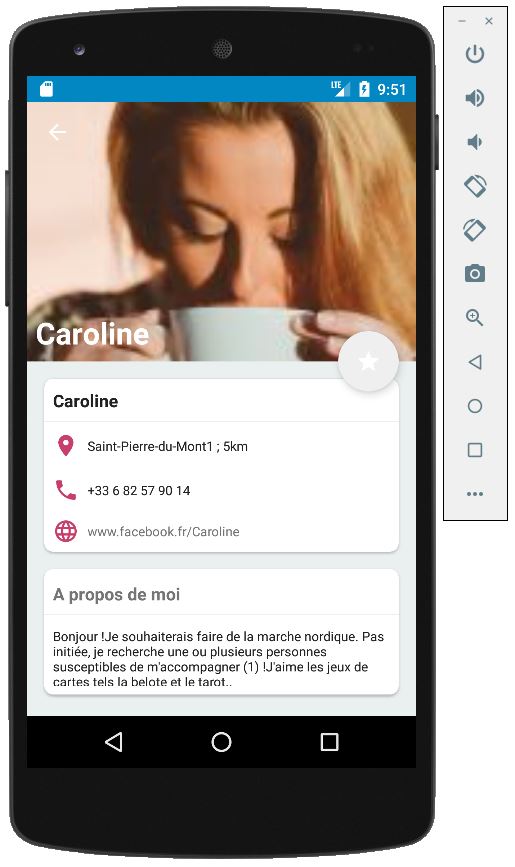 LTE 9:51
Caroline
Caroline
Saint-Pierre-du-Mont1 ; 5km
+33 6 82 57 90 14
www.facebook.fr/Caroline
A propos de moi
Bonjour !Je souhaiterais faire de la marche nordique. Pas
initiée, je recherche une ou plusieurs personnes
susceptibles de m'accompagner (1) !J'aime les jeux de
cartes tels la belote et le tarot..